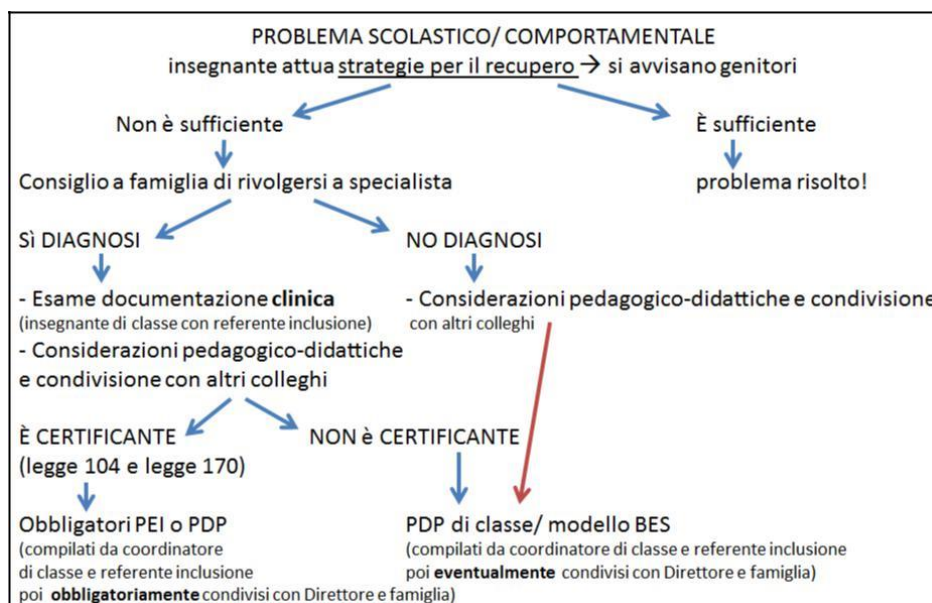 PROBLEMA SCOLASTICO/ COMPORTAMENTALE
insegnante attua strategie per il recupero → si avvisano genitori
Non è sufficiente
È sufficiente
Consiglio a famiglia di rivolgersi a specialista
problema risolto!
Sì DIAGNOSI
NO DIAGNOSI
- Esame documentazione clinica
(insegnante di classe con referente inclusione)
- Considerazioni pedagogico-didattiche
e condivisione con altri colleghi
- Considerazioni pedagogico-didattiche e condivisione
con altri colleghi
È CERTIFICANTE
(legge 104 e legge 170)
NON è CERTIFICANTE
Obbligatori PEI o PDP
(compilati da coordinatore
di classe e referente inclusione
poi obbligatoriamente condivisi con Direttore e famiglia)
PDP di classe/ modello BES
(compilati da coordinatore di classe e referente inclusione
poi eventualmente condivisi con Direttore e famiglia)